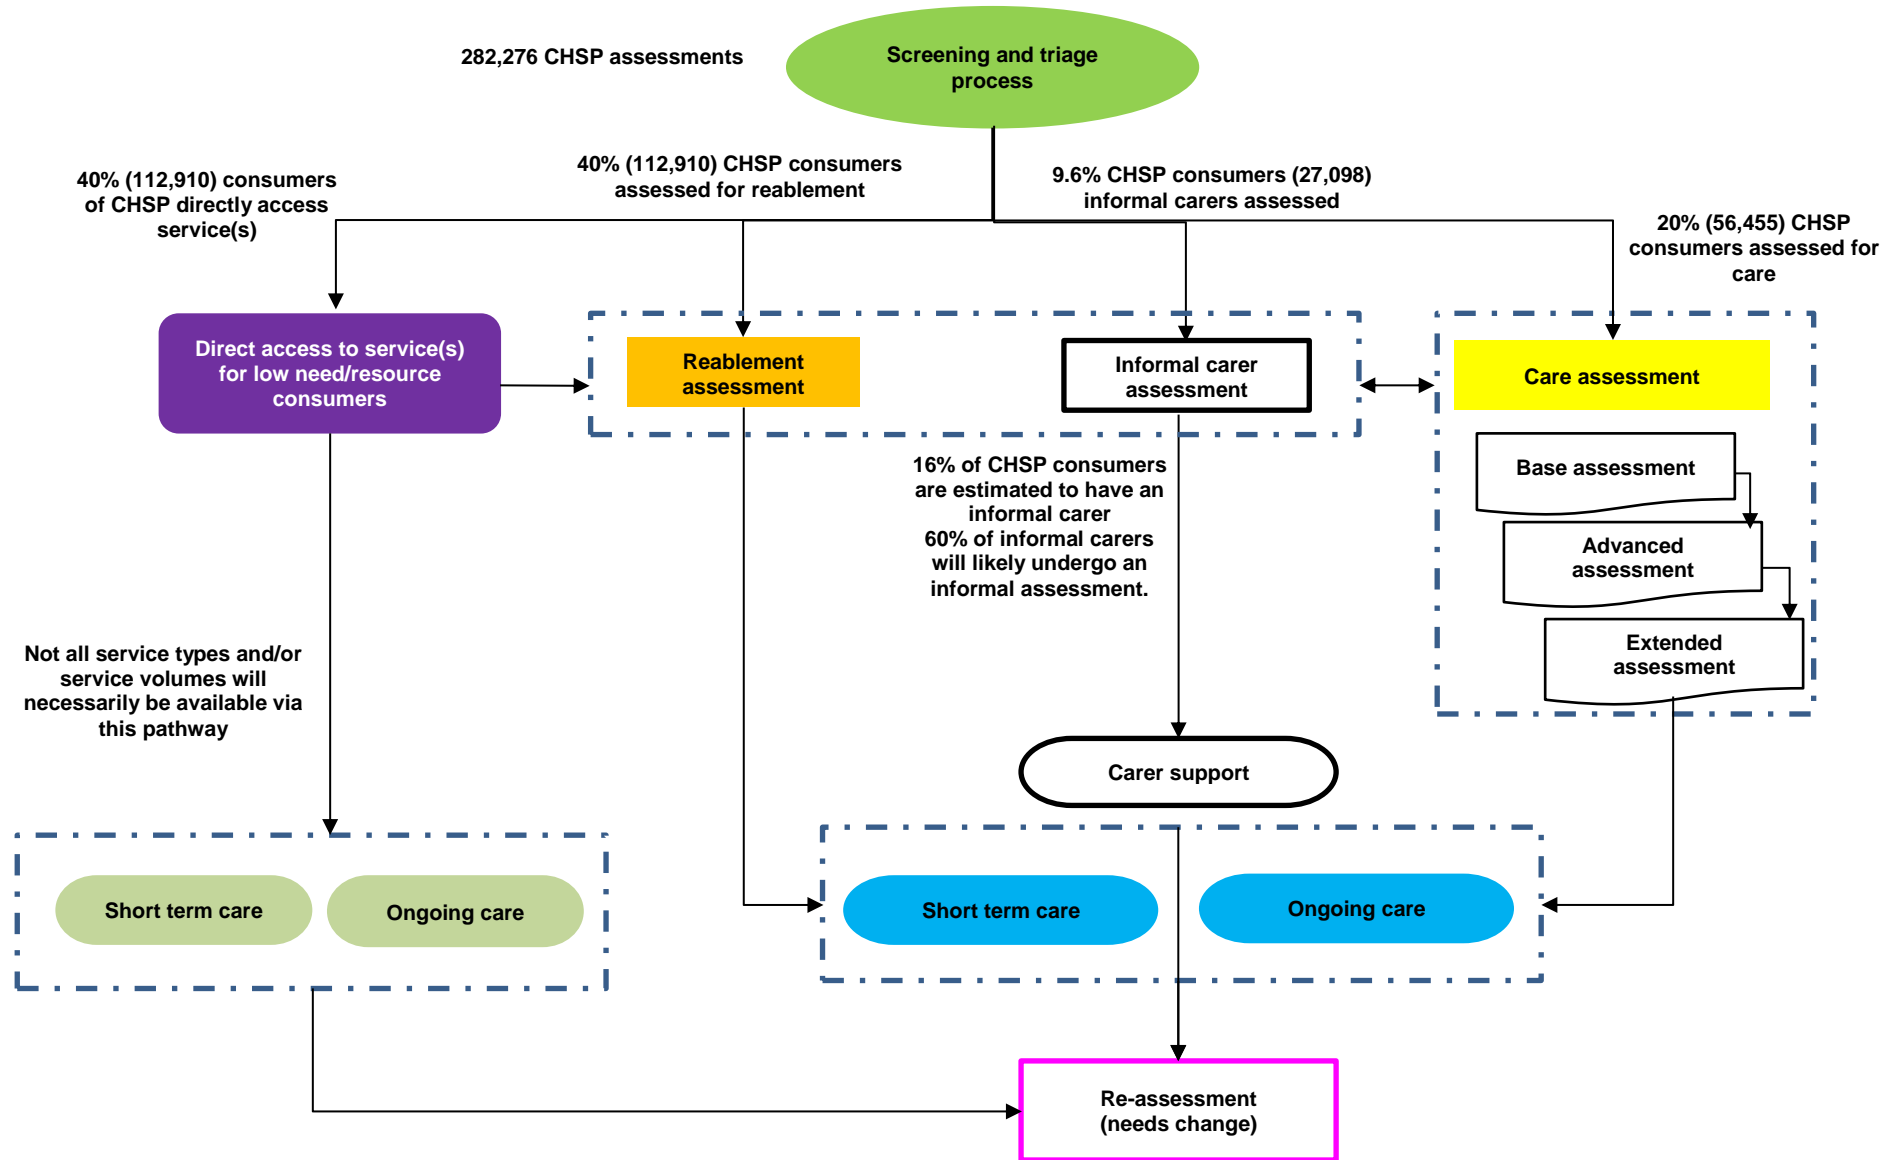 282,276 CHSP assessments
Screening and triage
process
40% (112,910) consumers
of CHSP directly access
service(s)
40% (112,910) CHSP consumers
assessed for reablement
9.6% CHSP consumers (27,098)
informal carers assessed
20% (56,455) CHSP
consumers assessed for
care
Direct access to service(s)
for low need/resource
consumers
Reablement
assessment
Informal carer
assessment
Care assessment
Base assessment
Advanced
assessment
Extended
assessment
16% of CHSP consumers
are estimated to have an
informal carer
60% of informal carers
will likely undergo an
informal assessment.
Not all service types and/or
service volumes will
necessarily be available via
this pathway
Carer support
Short term care
Ongoing care
Short term care
Ongoing care
Re-assessment
(needs change)